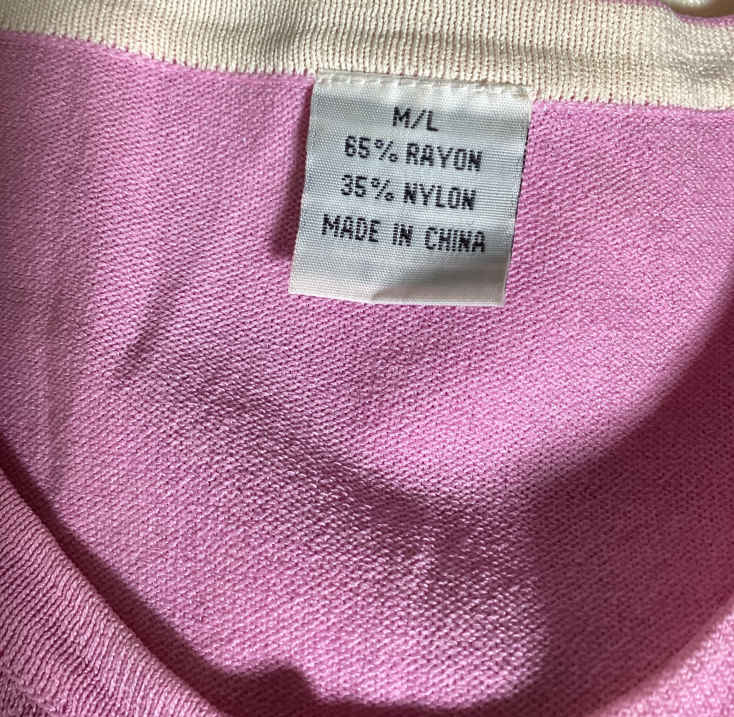 M/L
65% RAYON
35% NYLON
MADE IN CHINA